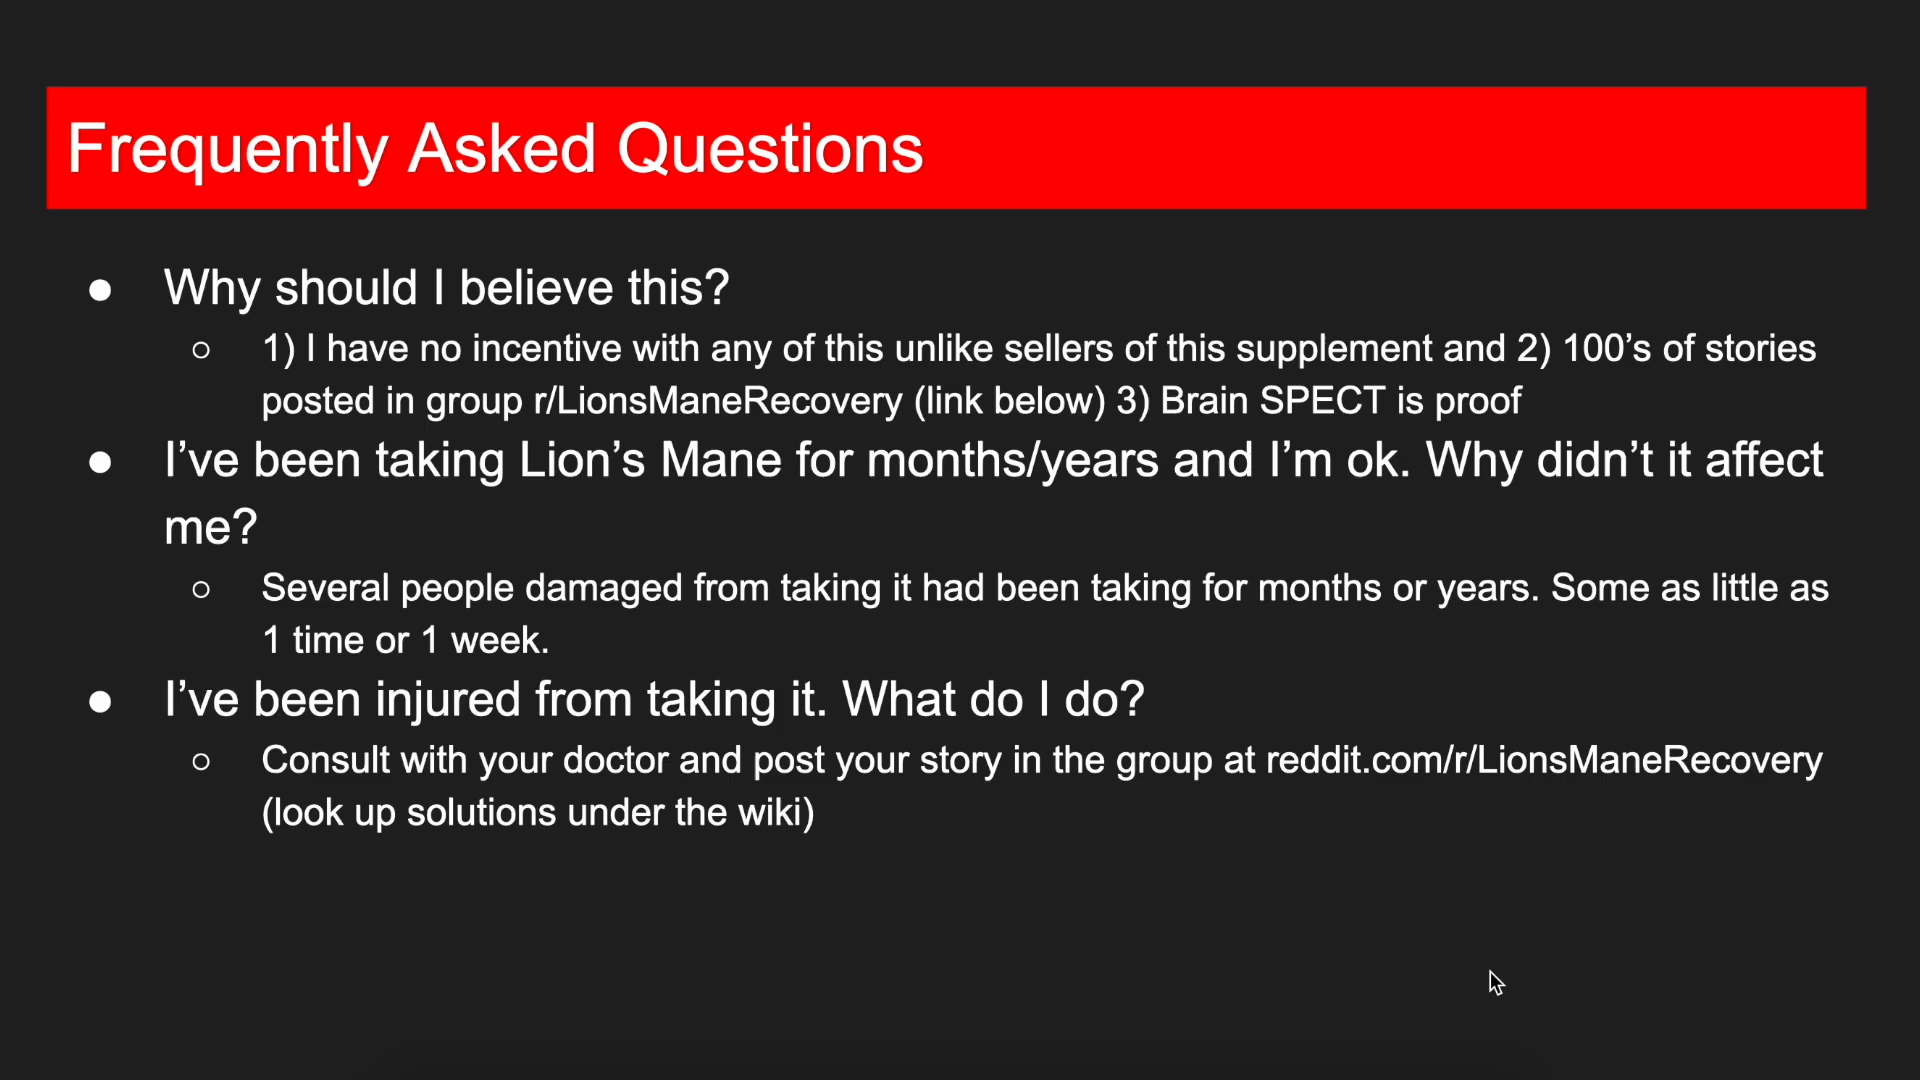 Frequently Asked Questions
● Why should I believe this?
○ 1) I have no incentive with any of this unlike sellers of this supplement and 2) 100’s of stories
posted in group r/LionsManeRecovery (link below) 3) Brain SPECT is proof
● I’ve been taking Lion’s Mane for months/years and I’m ok. Why didn’t it affect
me?
○ Several people damaged from taking it had been taking for months or years. Some as little as
1 time or 1 week.
● I’ve been injured from taking it. What do I do?
○ Consult with your doctor and post your story in the group at reddit.com/r/LionsManeRecovery
(look up solutions under the wiki)